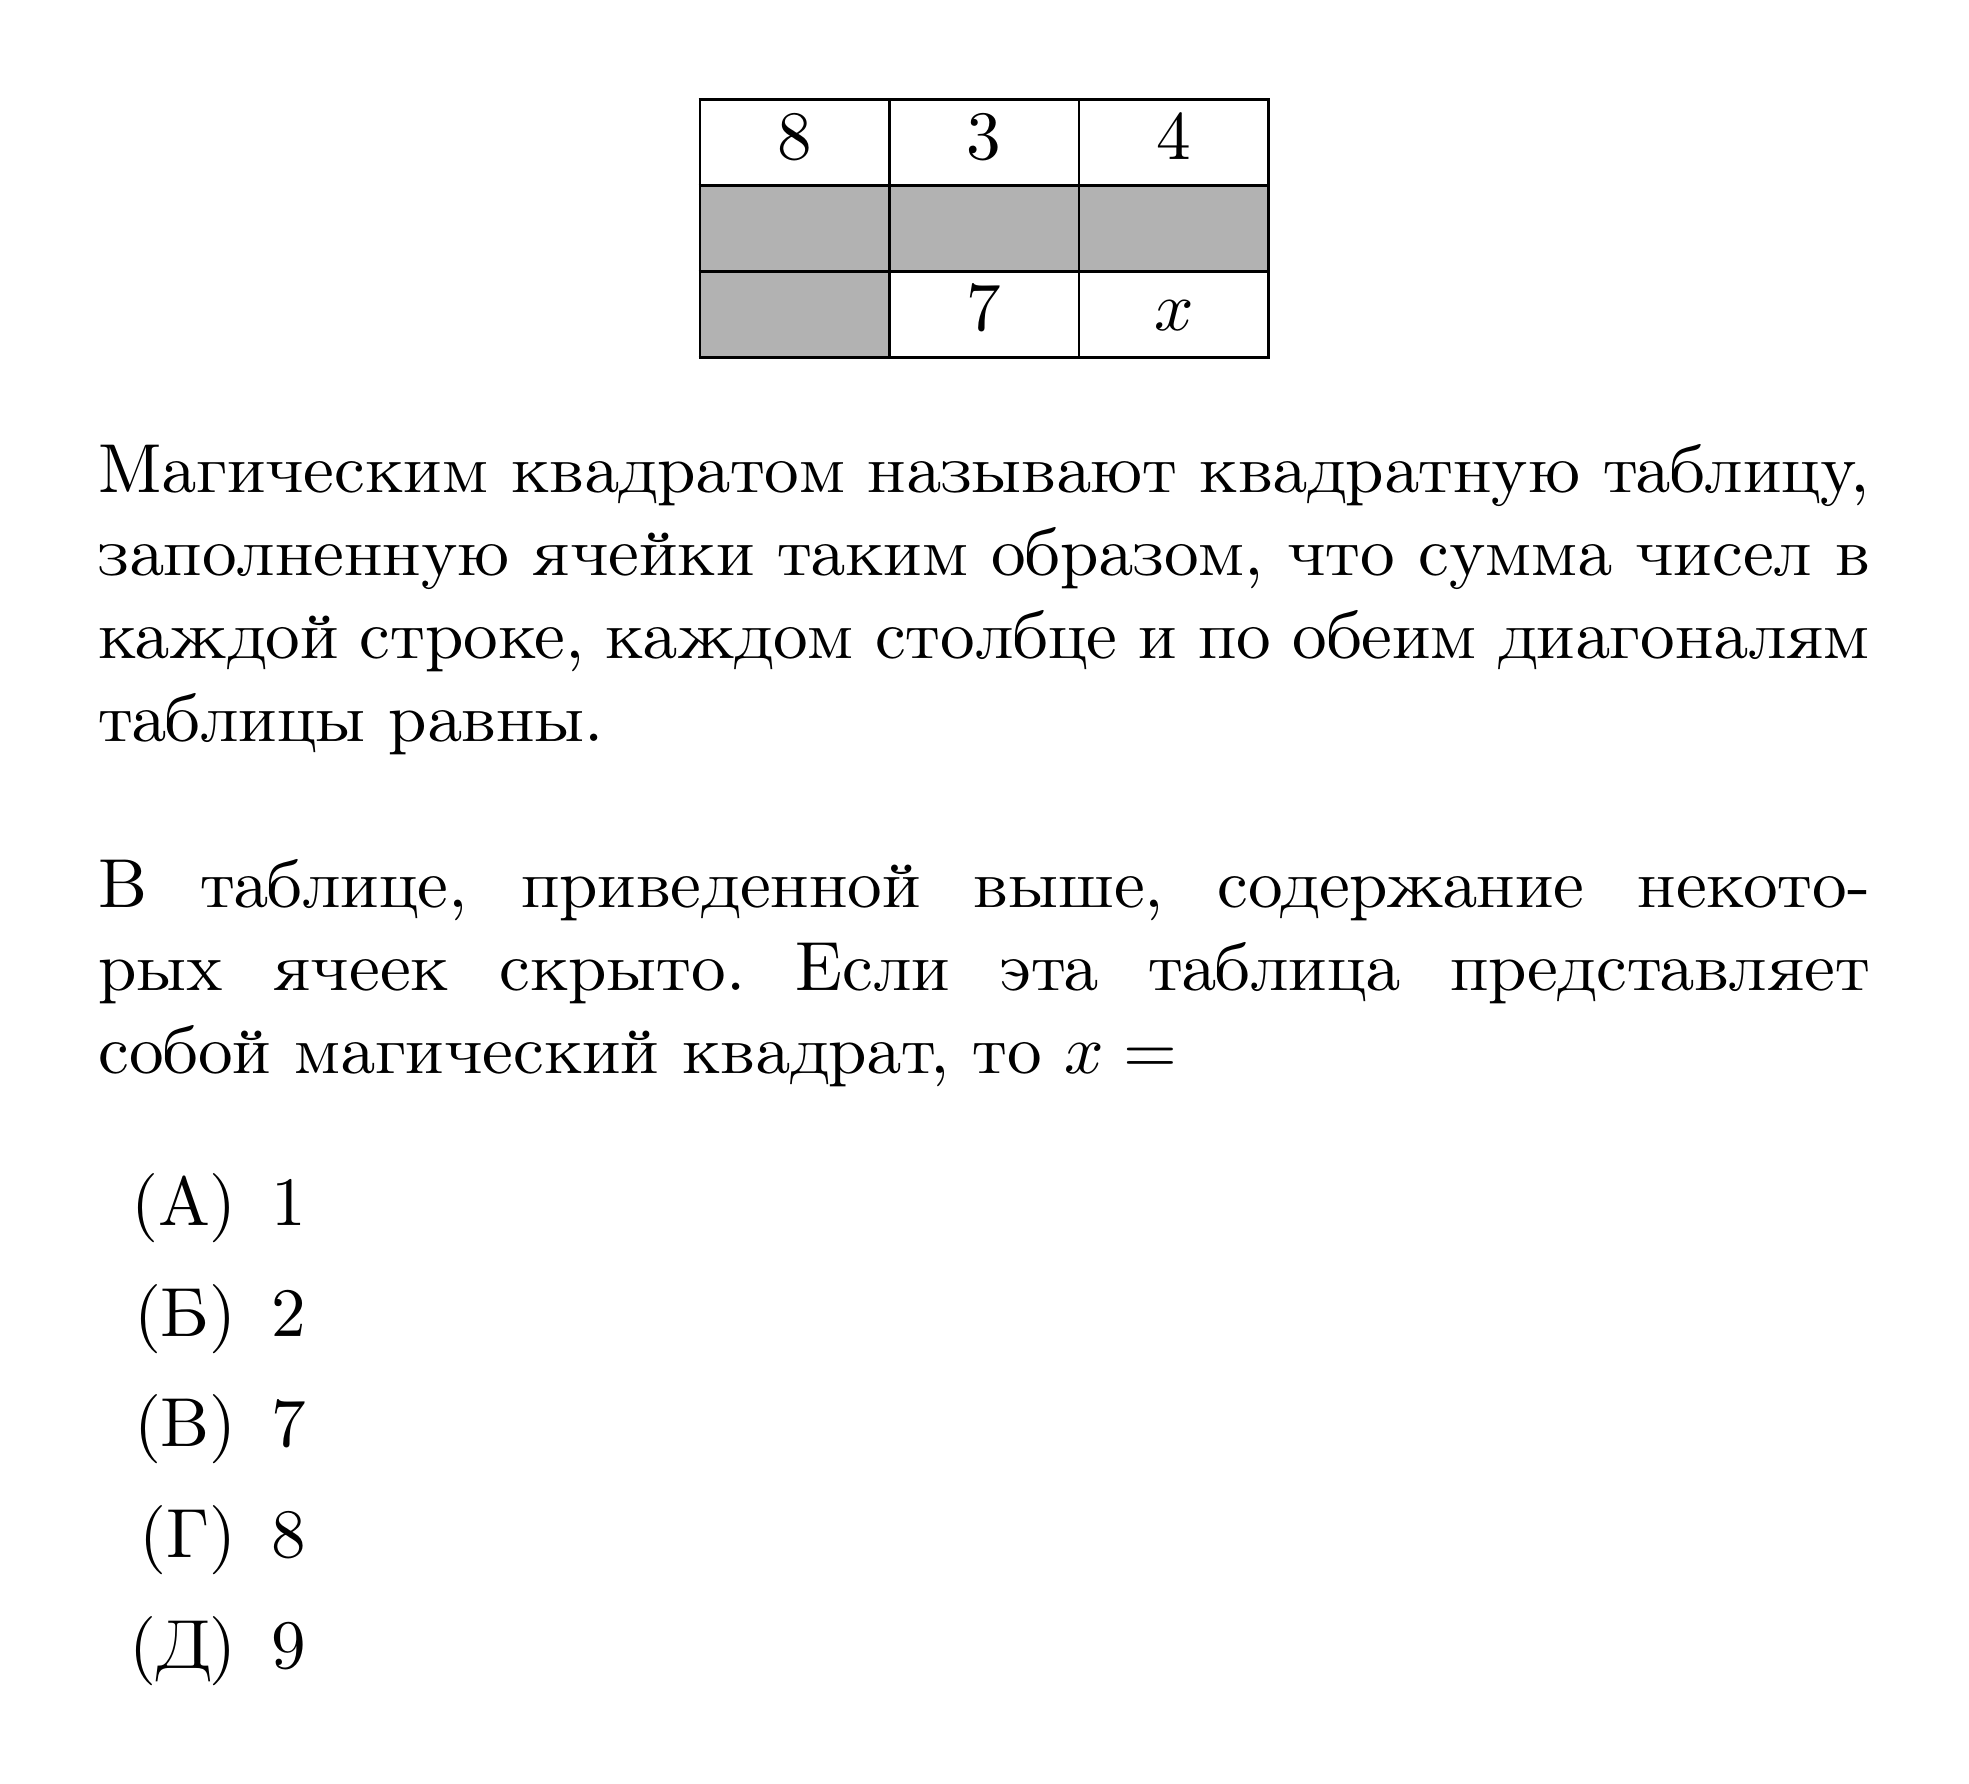 8 3 4
7 x
Магическим квадратом называют квадратную таблицу,
заполненную ячейки таким образом, что сумма чисел в
каждой строке, каждом столбце и по обеим диагоналям
таблицы равны.
В таблице, приведенной выше, содержание некото-
рых ячеек скрыто. Если эта таблица представляет
собой магический квадрат, то x =
(А) 1
(Б) 2
(В) 7
(Г) 8
(Д) 9